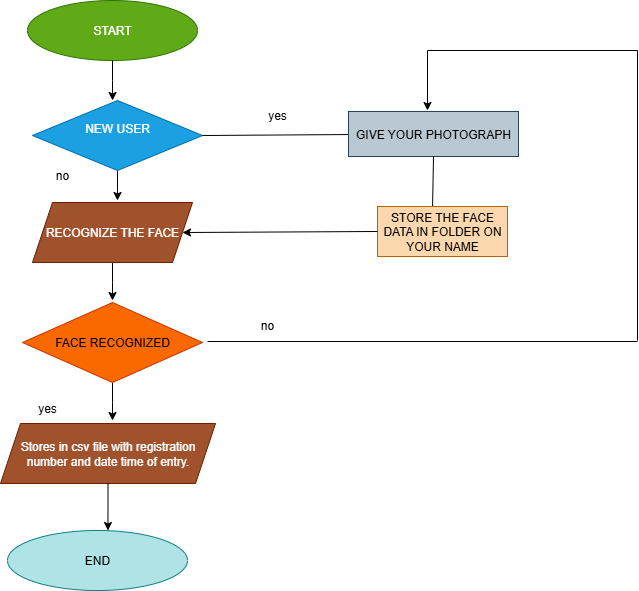 START
NEW USER
yes
GIVE YOUR PHOTOGRAPH
no
RECOGNIZE THE FACE
STORE THE FACE
DATA IN FOLDER ON
YOUR NAME
no
FACE RECOGNIZED
yes
Stores in csv file with registration
number and date time of entry.
END